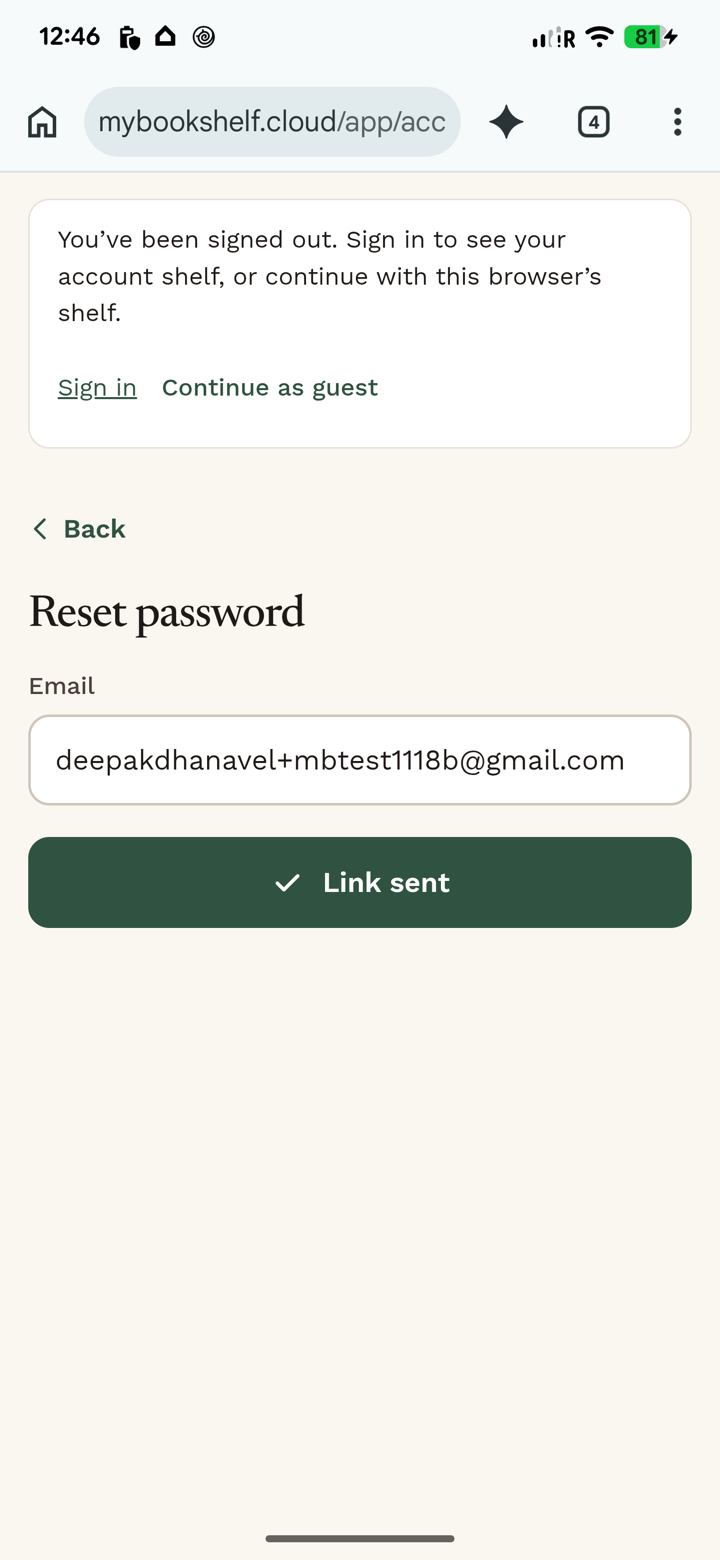 12:46
R
81
mybookshelf.cloud/app/acc
4
You’ve been signed out. Sign in to see your
account shelf, or continue with this browser’s
shelf.
Sign in Continue as guest
Back
Reset password
Email
deepakdhanavel+mbtest1118b@gmail.com
Link sent